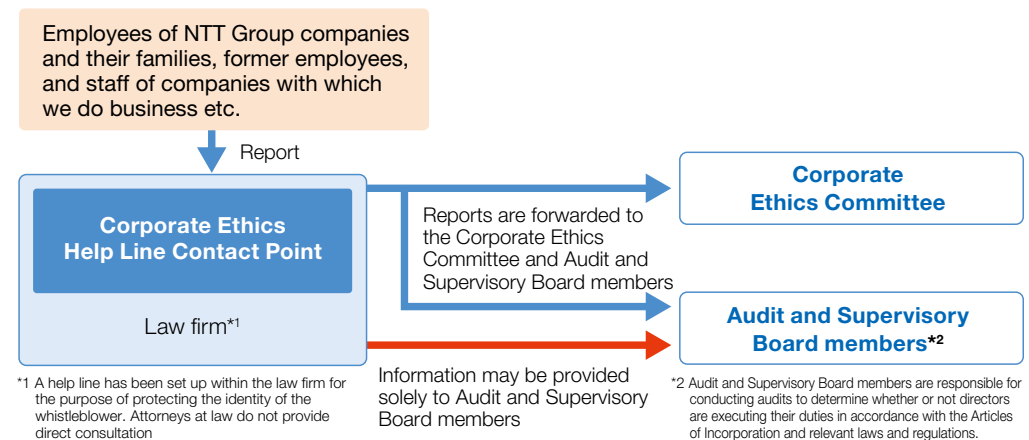 Employees of NTT Group companies
and their families, former employees,
and staff of companies with which
we do business etc.
Report
Corporate Ethics
Help Line Contact Point
Law firm*1
Reports are forwarded to
the Corporate Ethics
Committee and Audit and
Supervisory Board members
Corporate
Ethics Committee
Audit and Supervisory
Board members*2
Information may be provided
solely to Audit and Supervisory
Board members
*1 A help line has been set up within the law firm for
the purpose of protecting the identity of the
whistleblower. Attorneys at law do not provide
direct consultation
*2 Audit and Supervisory Board members are responsible for
conducting audits to determine whether or not directors
are executing their duties in accordance with the Articles
of Incorporation and relevant laws and regulations.